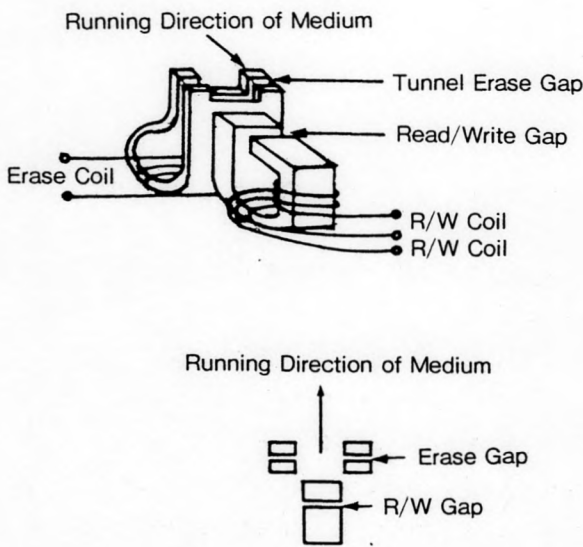 Running Direction of Medium
Tunnel Erase Gap
Read/Write Gap
Erase Coil
R/W Coil
R/W Coil
Running Direction of Medium
Erase Gap
R/W Gap